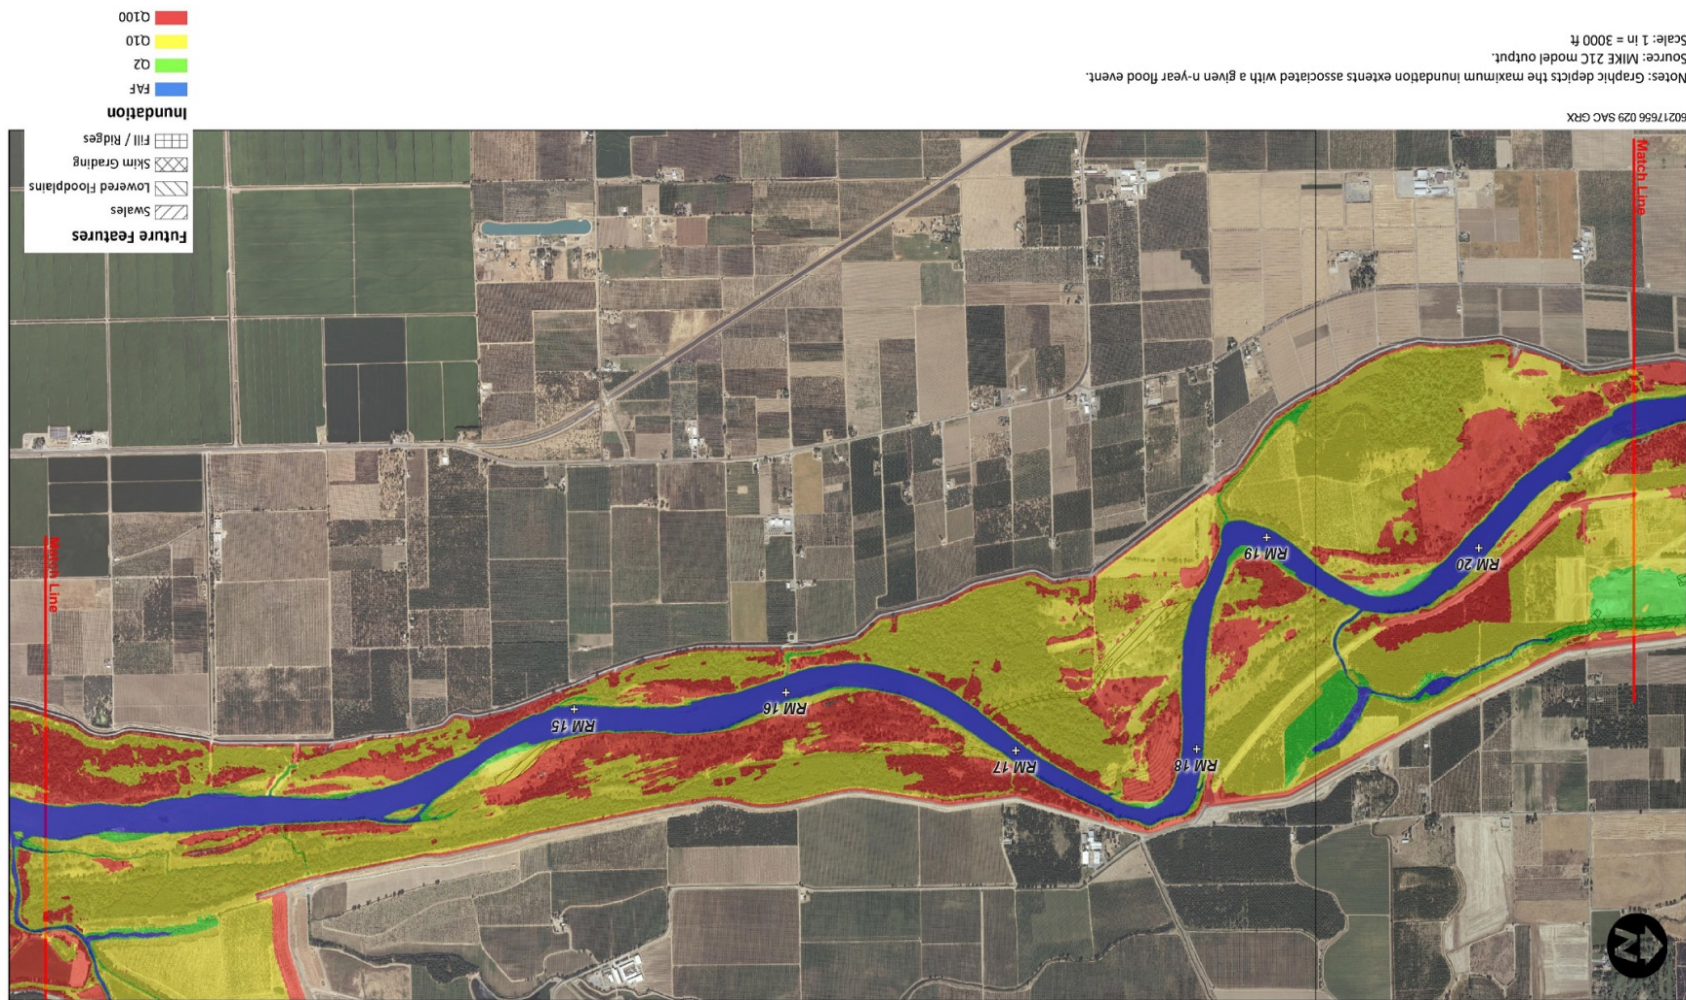 Match Line
RM 15
RM 16
RM 17
RM 18
RM 19
RM 20
Match Line
N
Future Features
Swales
Lowered Floodplains
Skim Grading
Fill / Ridges
Inundation
FAF
Q2
Q10
Q100
60217656 029 SAC GRX
Notes: Graphic depicts the maximum inundation extents associated with a given n-year flood event.
Source: MIKE 21C model output.
Scale: 1 in = 3000 ft